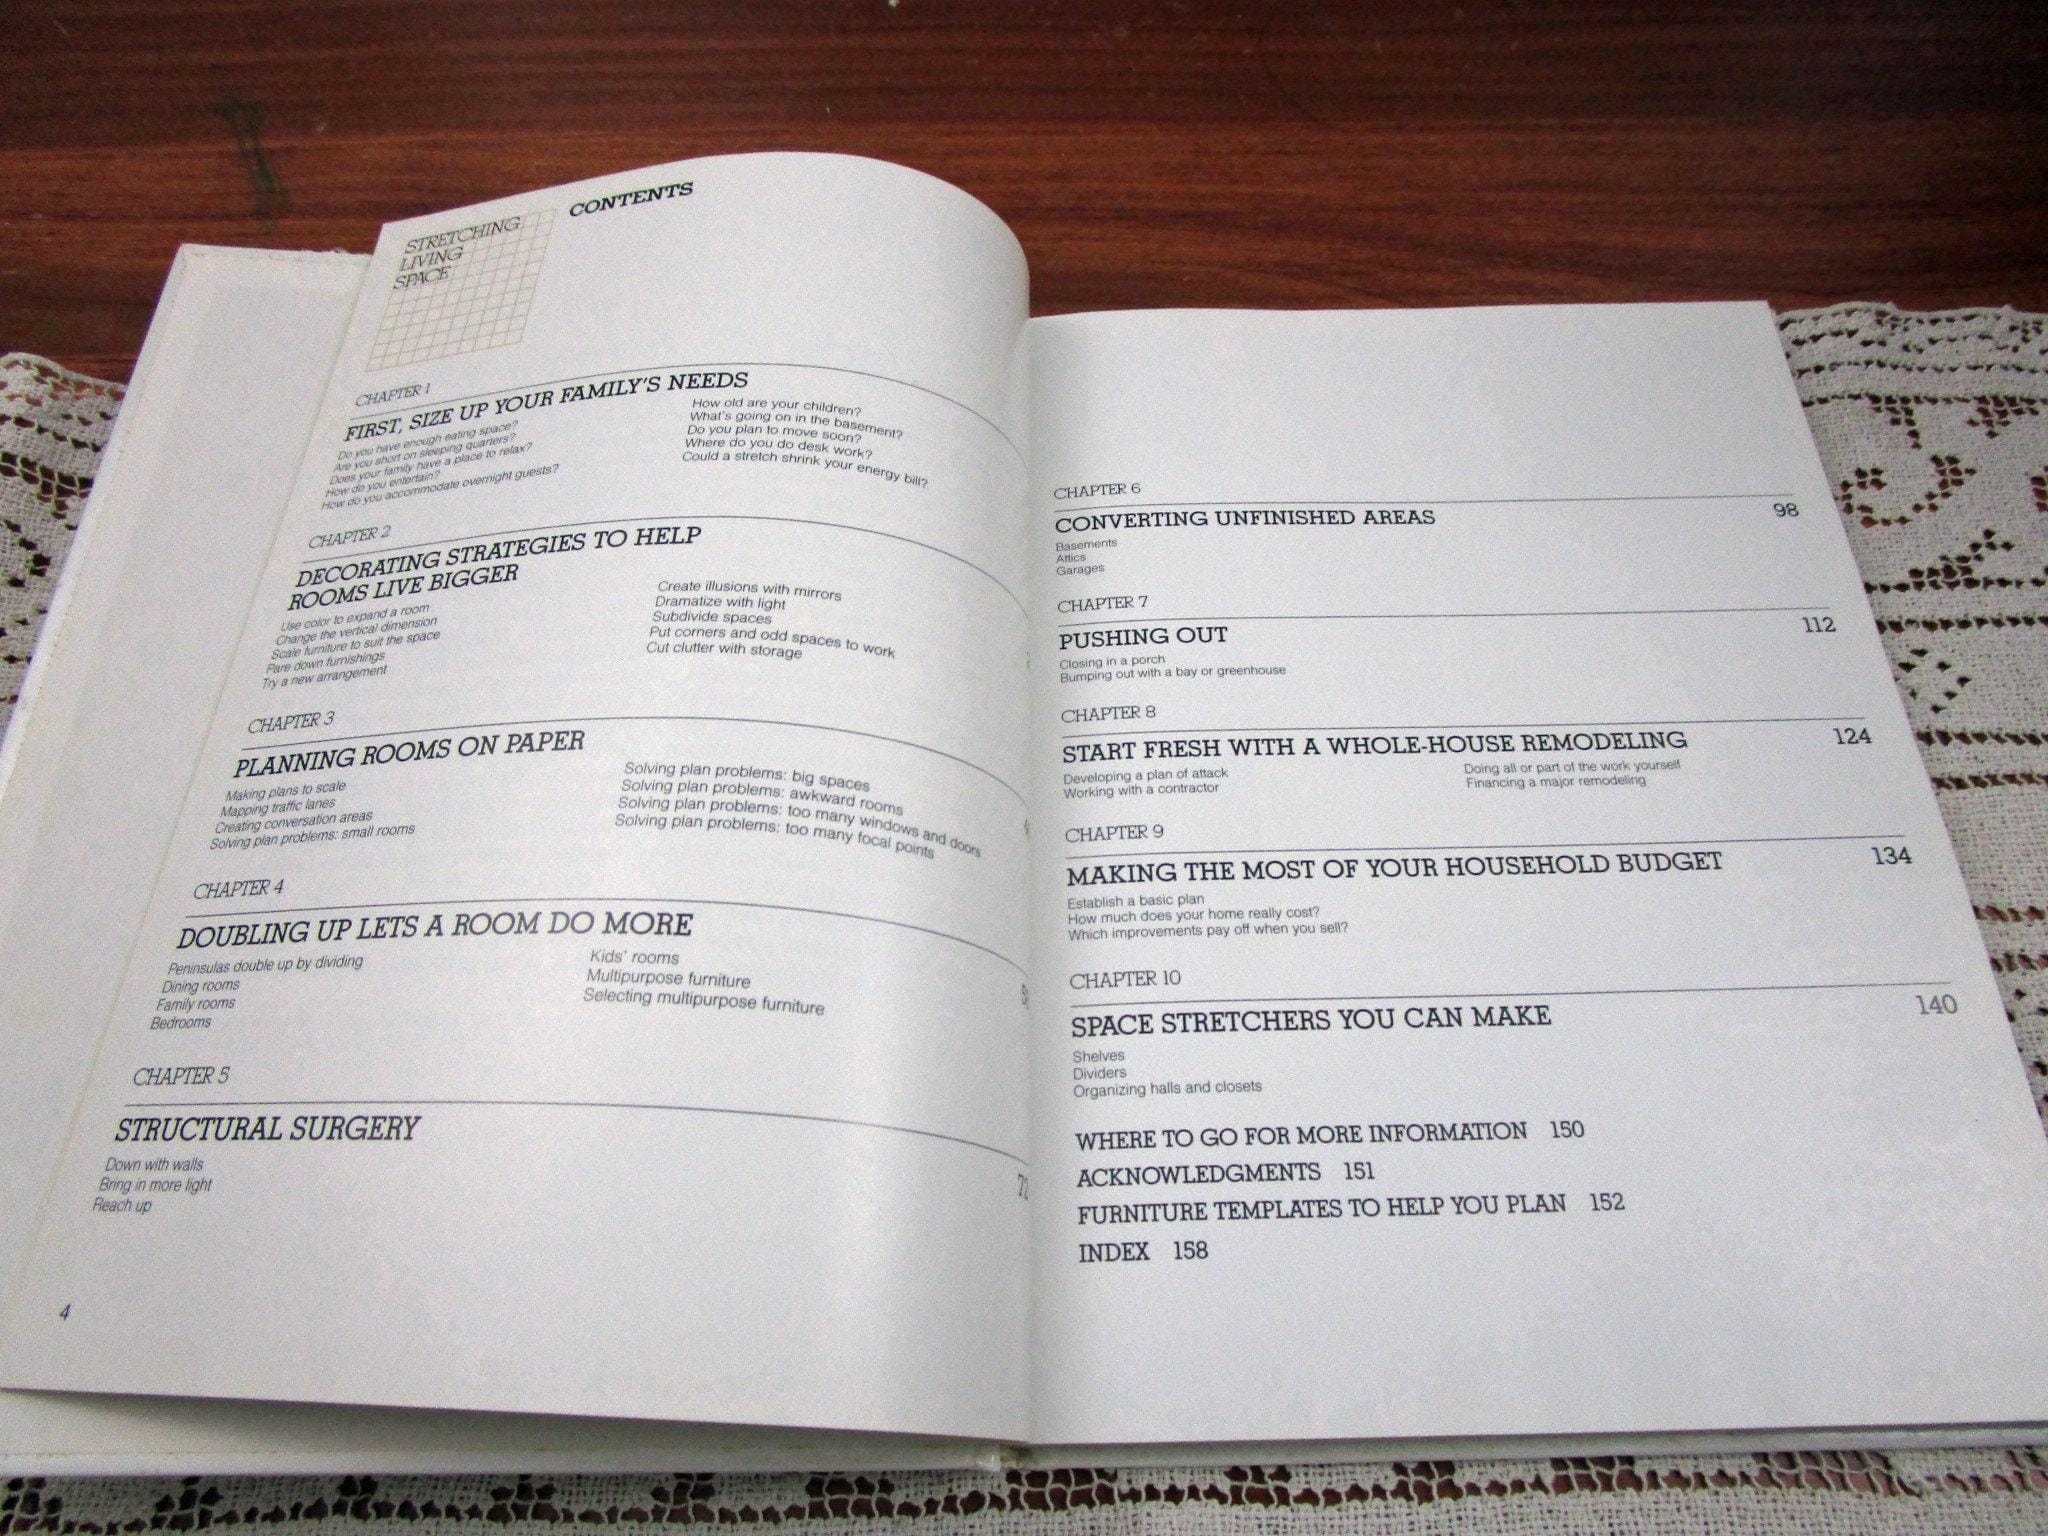 CONTENTS
STRETCHING
LIVING
SPACE
CHAPTER 1
FIRST, SIZE UP YOUR FAMILY'S NEEDS
Do you have enough eating space?
Are you short on sleeping quarters?
Does your family have a place to relax?
How do you entertain?
How do you accommodate overnight guests?
How old are your children?
What's going on in the basement?
Do you plan to move soon?
Where do you do desk work?
Could a stretch shrink your energy bill?
CHAPTER 2
DECORATING STRATEGIES TO HELP
ROOMS LIVE BIGGER
Use color to expand a room
Change the vertical dimension
Scale furniture to suit the space
Pare down furnishings
Try a new arrangement
Create illusions with mirrors
Dramatize with light
Subdivide spaces
Put corners and odd spaces to work
Cut clutter with storage
CHAPTER 3
PLANNING ROOMS ON PAPER
Making plans to scale
Mapping traffic lanes
Creating conversation areas
Solving plan problems: small rooms
Solving plan problems: big spaces
Solving plan problems: awkward rooms
Solving plan problems: too many windows and doors
Solving plan problems: too many focal points
CHAPTER 4
DOUBLING UP LETS A ROOM DO MORE
Peninsulas double up by dividing
Dining rooms
Family rooms
Bedrooms
Kids' rooms
Multipurpose furniture
Selecting multipurpose furniture
CHAPTER 5
STRUCTURAL SURGERY 72
Down with walls
Bring in more light
Reach up
4
CHAPTER 6
CONVERTING UNFINISHED AREAS 98
Basements
Attics
Garages
CHAPTER 7
PUSHING OUT 112
Closing in a porch
Bumping out with a bay or greenhouse
CHAPTER 8
START FRESH WITH A WHOLE-HOUSE REMODELING 124
Developing a plan of attack
Working with a contractor
Doing all or part of the work yourself
Financing a major remodeling
CHAPTER 9
MAKING THE MOST OF YOUR HOUSEHOLD BUDGET 134
Establish a basic plan
How much does your home really cost?
Which improvements pay off when you sell?
CHAPTER 10
SPACE STRETCHERS YOU CAN MAKE 140
Shelves
Dividers
Organizing halls and closets
WHERE TO GO FOR MORE INFORMATION 150
ACKNOWLEDGMENTS 151
FURNITURE TEMPLATES TO HELP YOU PLAN 152
INDEX 158